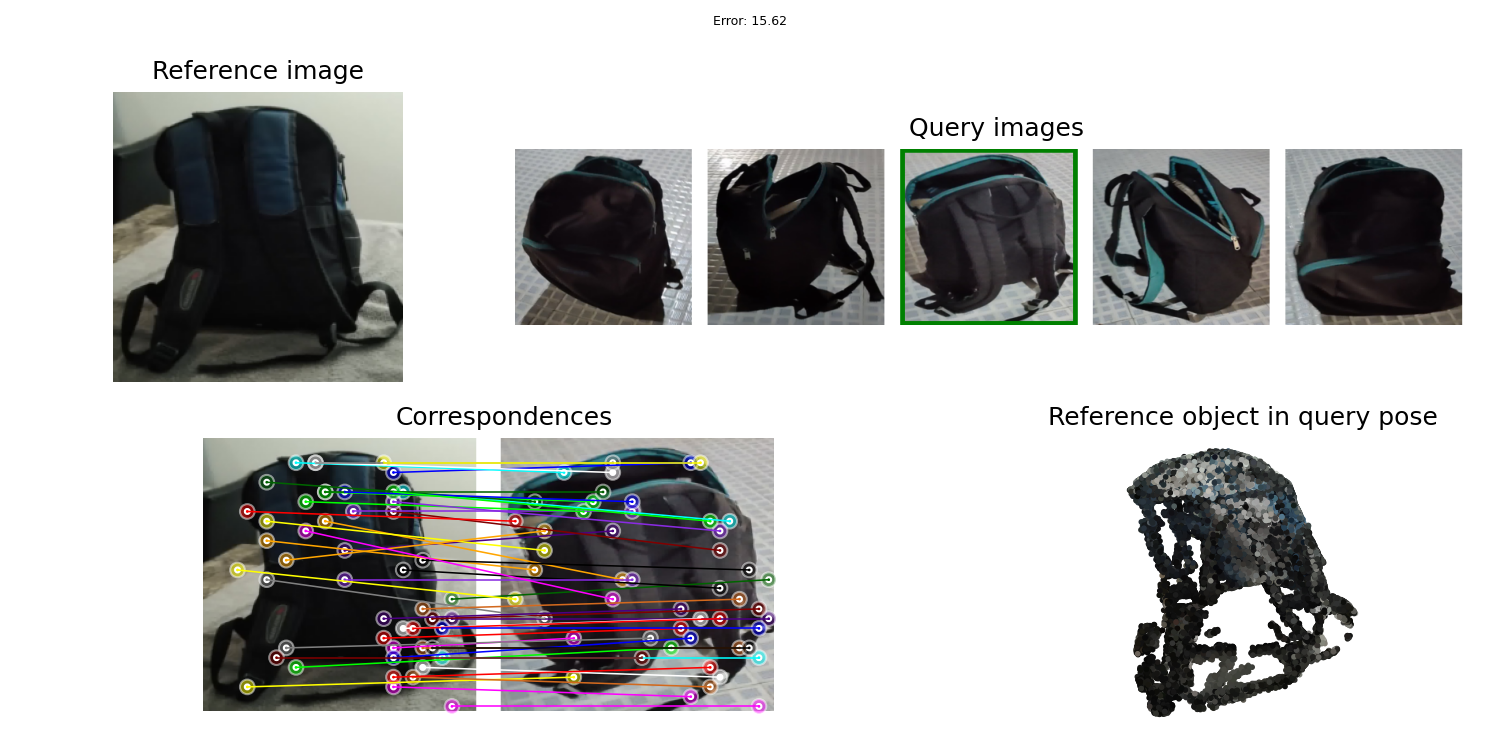 Error: 15.62
Reference image
Query images
Correspondences
Reference object in query pose